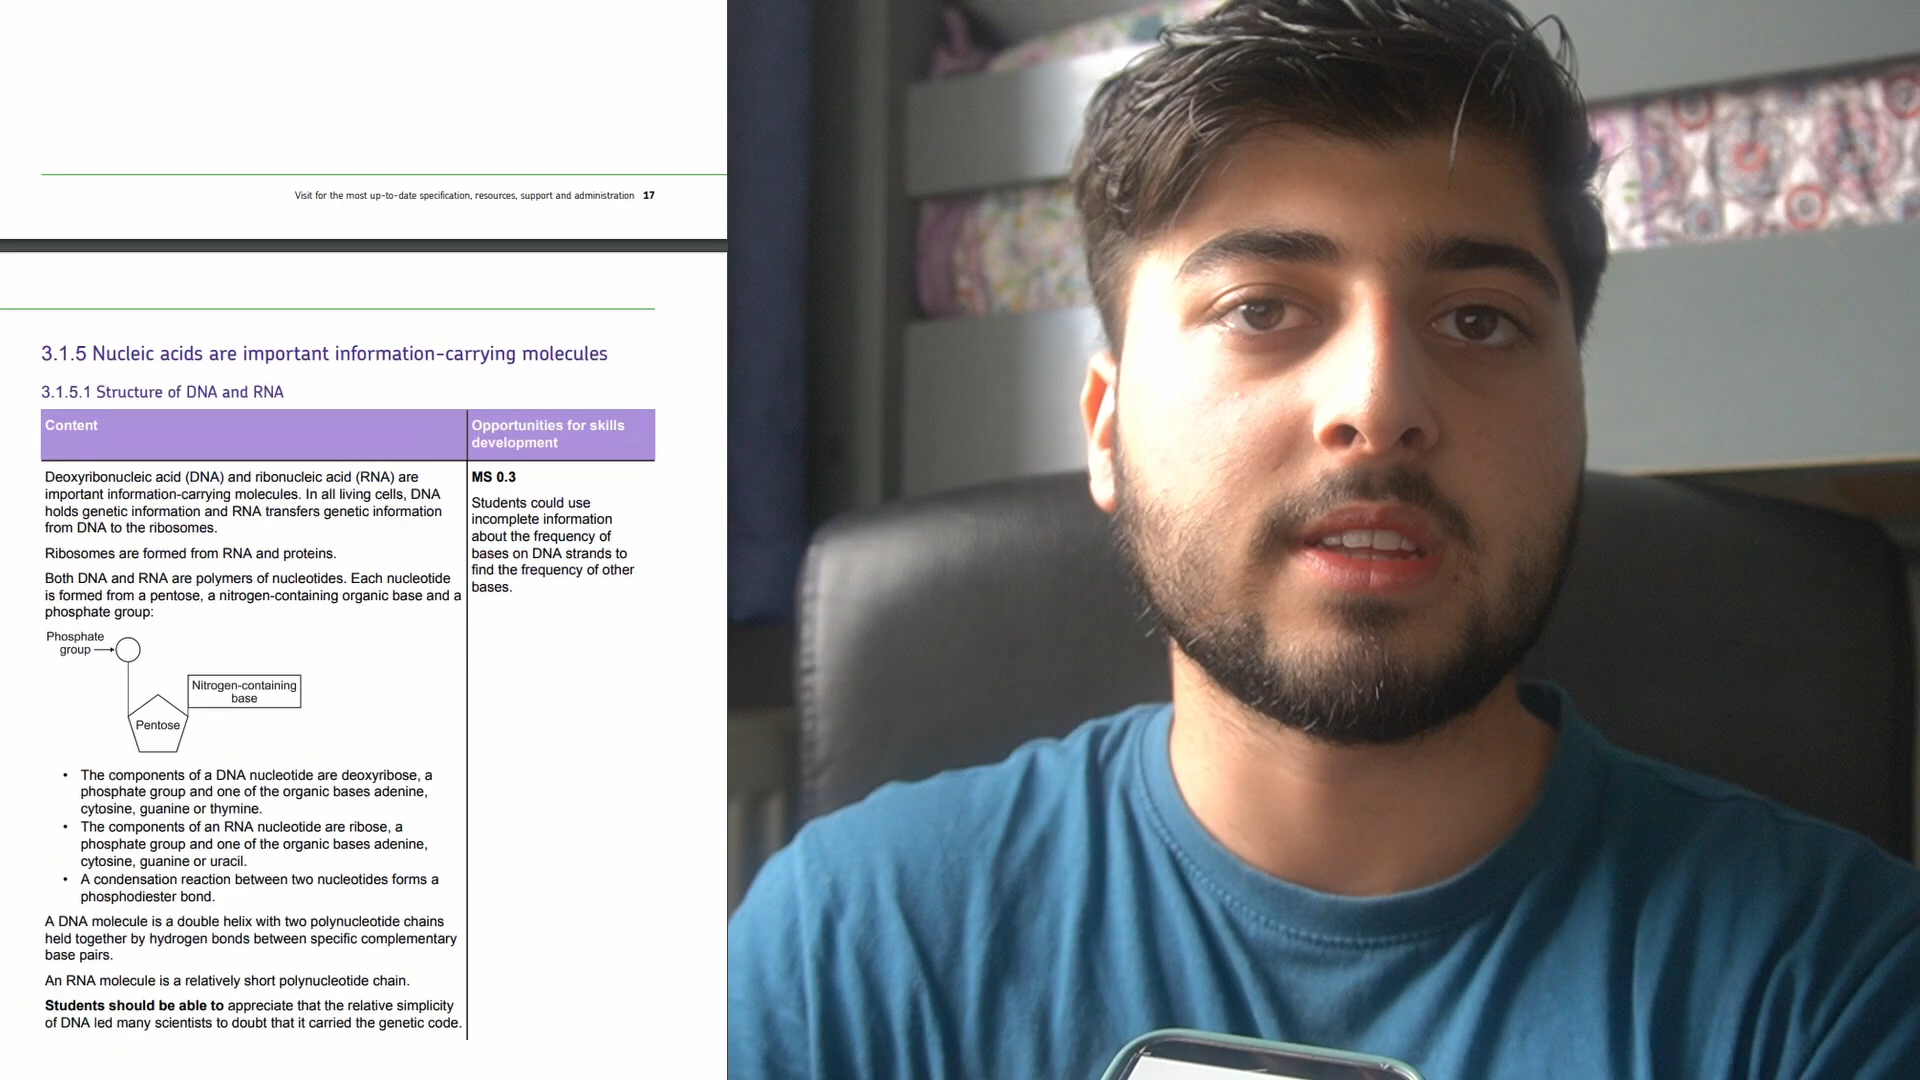 Visit for the most up-to-date specification, resources, support and administration 17
3.1.5 Nucleic acids are important information-carrying molecules
3.1.5.1 Structure of DNA and RNA
Content
Opportunities for skills
development
Deoxyribonucleic acid (DNA) and ribonucleic acid (RNA) are
important information-carrying molecules. In all living cells, DNA
holds genetic information and RNA transfers genetic information
from DNA to the ribosomes.
Ribosomes are formed from RNA and proteins.
Both DNA and RNA are polymers of nucleotides. Each nucleotide
is formed from a pentose, a nitrogen-containing organic base and a
phosphate group:
Phosphate
group
Nitrogen-containing
base
Pentose
• The components of a DNA nucleotide are deoxyribose, a
phosphate group and one of the organic bases adenine,
cytosine, guanine or thymine.
• The components of an RNA nucleotide are ribose, a
phosphate group and one of the organic bases adenine,
cytosine, guanine or uracil.
• A condensation reaction between two nucleotides forms a
phosphodiester bond.
A DNA molecule is a double helix with two polynucleotide chains
held together by hydrogen bonds between specific complementary
base pairs.
An RNA molecule is a relatively short polynucleotide chain.
Students should be able to appreciate that the relative simplicity
of DNA led many scientists to doubt that it carried the genetic code.
MS 0.3
Students could use
incomplete information
about the frequency of
bases on DNA strands to
find the frequency of other
bases.